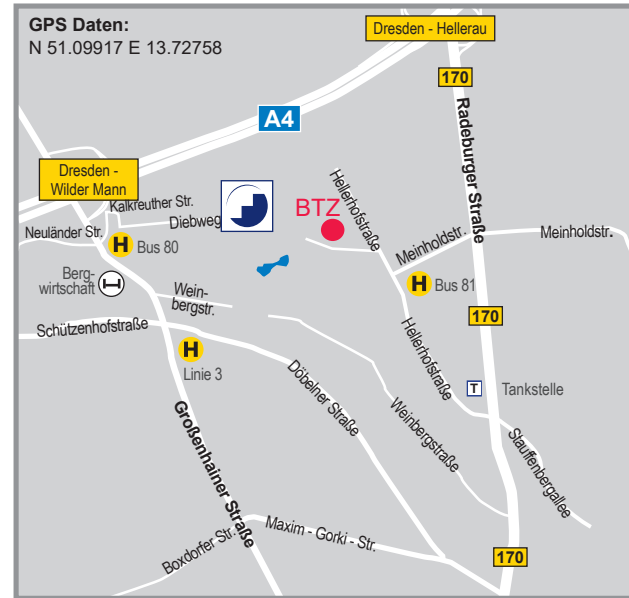 GPS Daten:
N 51.09917 E 13.72758
Dresden - Hellerau
170
A4
Radeburger Straße
Dresden -
Wilder Mann
Kalkreuther Str.
Diebweg
Neuländer Str.
H
Bus 80
BTZ
Hellerhofstraße
Meinholdstr.
Meinholdstr.
Berg-
wirtschaft
H
Bus 81
Wein-
bergstr.
170
Schützenhofstraße
H
Linie 3
Hellerhofstraße
Döbelner Straße
T
Tankstelle
Weinbergstraße
Großenhainer Straße
Stauffenbergallee
Maxim - Gorki - Str.
Boxdorfer Str.
170